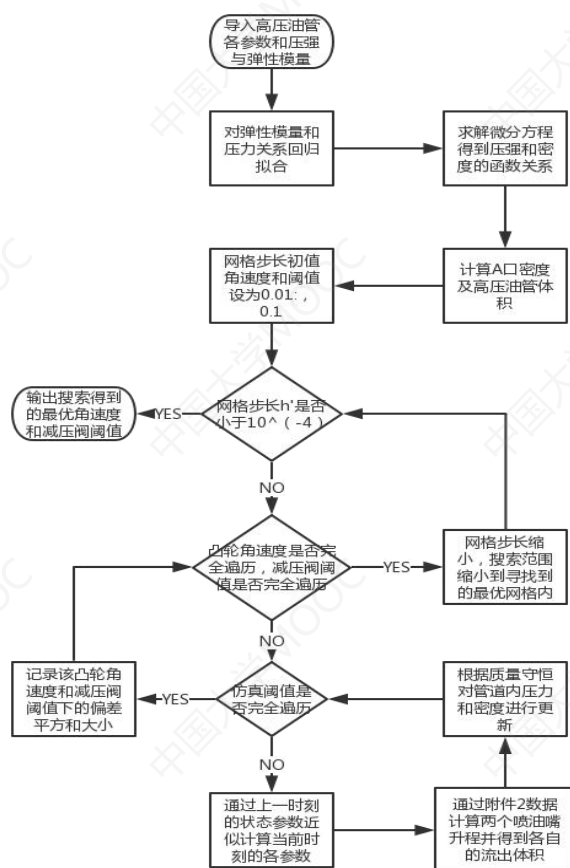 导入高压油管
各参数和压强
与弹性模量
对弹性模量和
压力关系回归
拟合
求解微分方程
得到压强和密
度的函数关系
计算A口密度
及高压油管体
积
网格步长初值
角速度和阈值
设为0.01:，
0.1
网格步长h'是否
小于10^（-4）
YES
输出搜索得到
的最优角速度
和减压阀阈值
NO
凸轮角速度是否完
全遍历，减压阀阈
值是否完全遍历
YES
网格步长缩
小，搜索范围
缩小到寻找到
的最优网格内
NO
仿真阈值是
否完全遍历
YES
记录该凸轮角
速度和减压阀
阈值下的偏差
平方和大小
NO
通过上一时刻
的状态参数近
似计算当前时
刻的各参数
通过附件2数据
计算两个喷油嘴
升程并得到各自
的流出体积
根据质量守恒
对管道内压力
和密度进行更
新
中国大学MOOC